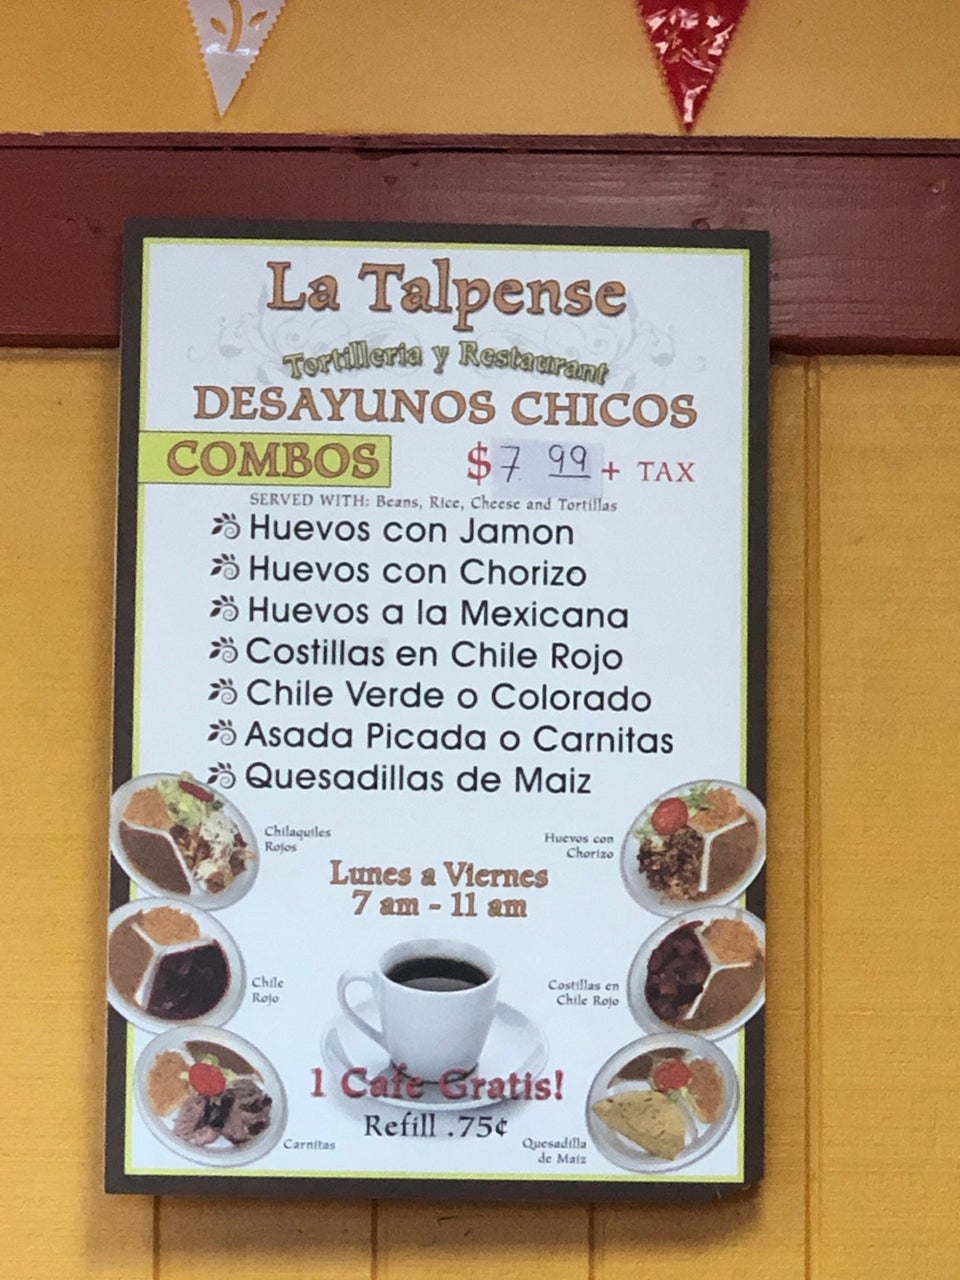 La Talpense
Tortilleria y Restaurant
DESAYUNOS CHICOS
COMBOS $7.99 + TAX
SERVED WITH: Beans, Rice, Cheese and Tortillas
Huevos con Jamon
Huevos con Chorizo
Huevos a la Mexicana
Costillas en Chile Rojo
Chile Verde o Colorado
Asada Picada o Carnitas
Quesadillas de Maiz
Chilaquiles
Rojos
Huevos con
Chorizo
Lunes a Viernes
7 am - 11 am
Chile
Rojo
Costillas en
Chile Rojo
1 Cafe Gratis!
Refill .75¢
Carnitas
Quesadilla
de Maiz